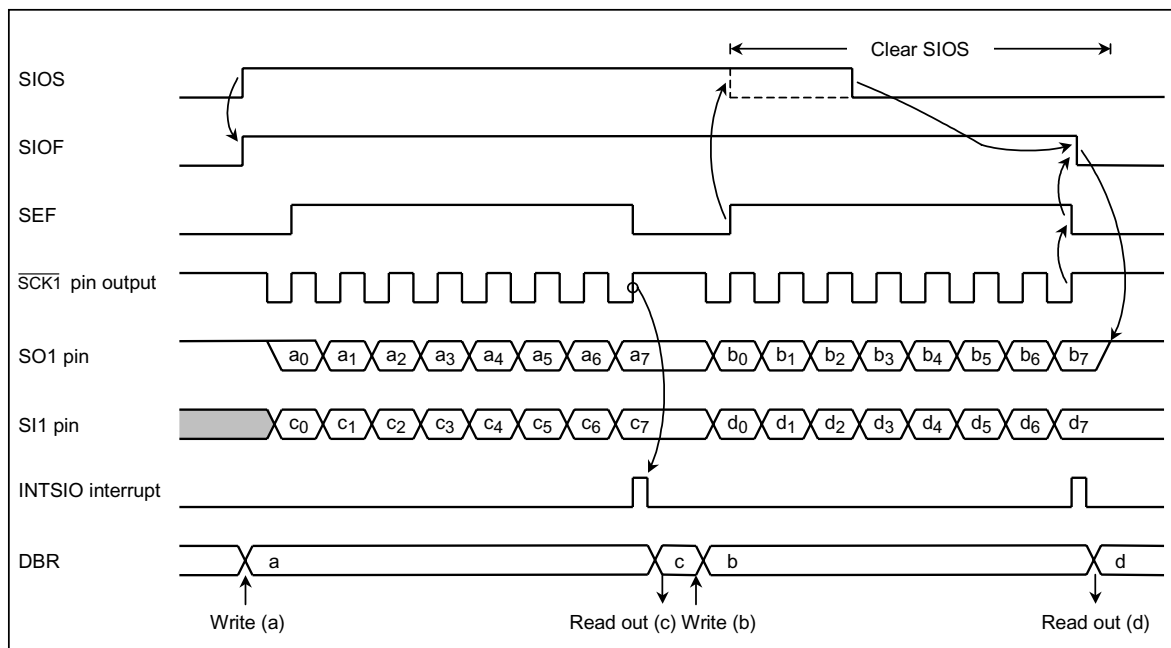 Clear SIOS
SIOS
SIOF
SEF
SCK1 pin output
SO1 pin
a0 a1 a2 a3 a4 a5 a6 a7 b0 b1 b2 b3 b4 b5 b6 b7
SI1 pin
c0 c1 c2 c3 c4 c5 c6 c7 d0 d1 d2 d3 d4 d5 d6 d7
INTSIO interrupt
DBR
a c b d
Write (a) Read out (c) Write (b) Read out (d)